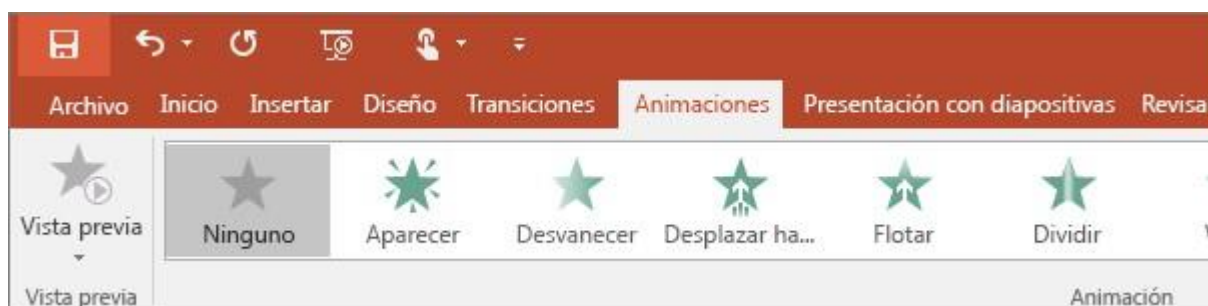 Archivo Inicio Insertar Diseño Transiciones Animaciones Presentación con diapositivas Revisa
Vista previa Ninguno Aparecer Desvanecer Desplazar ha... Flotar Dividir
Vista previa Animación